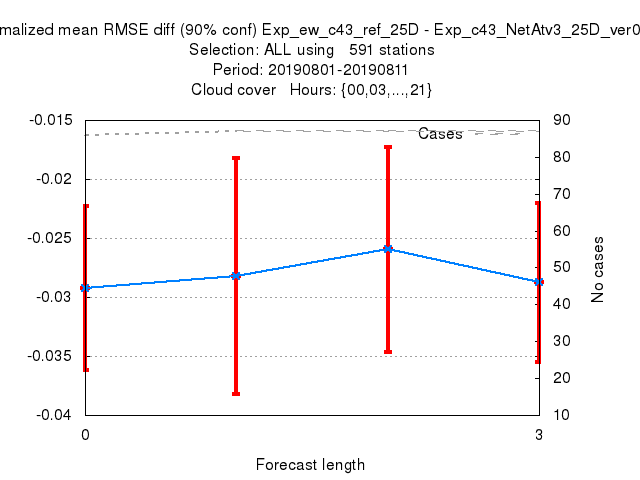 malized mean RMSE diff (90% conf) Exp_ew_c43_ref_25D - Exp_c43_NetAtv3_25D_ver0
Selection: ALL using 591 stations
Period: 20190801-20190811
Cloud cover Hours: {00,03,...,21}
-0.015
-0.02
-0.025
-0.03
-0.035
-0.04
Cases
90
80
70
60
50
40
30
20
10
No cases
0
3
Forecast length